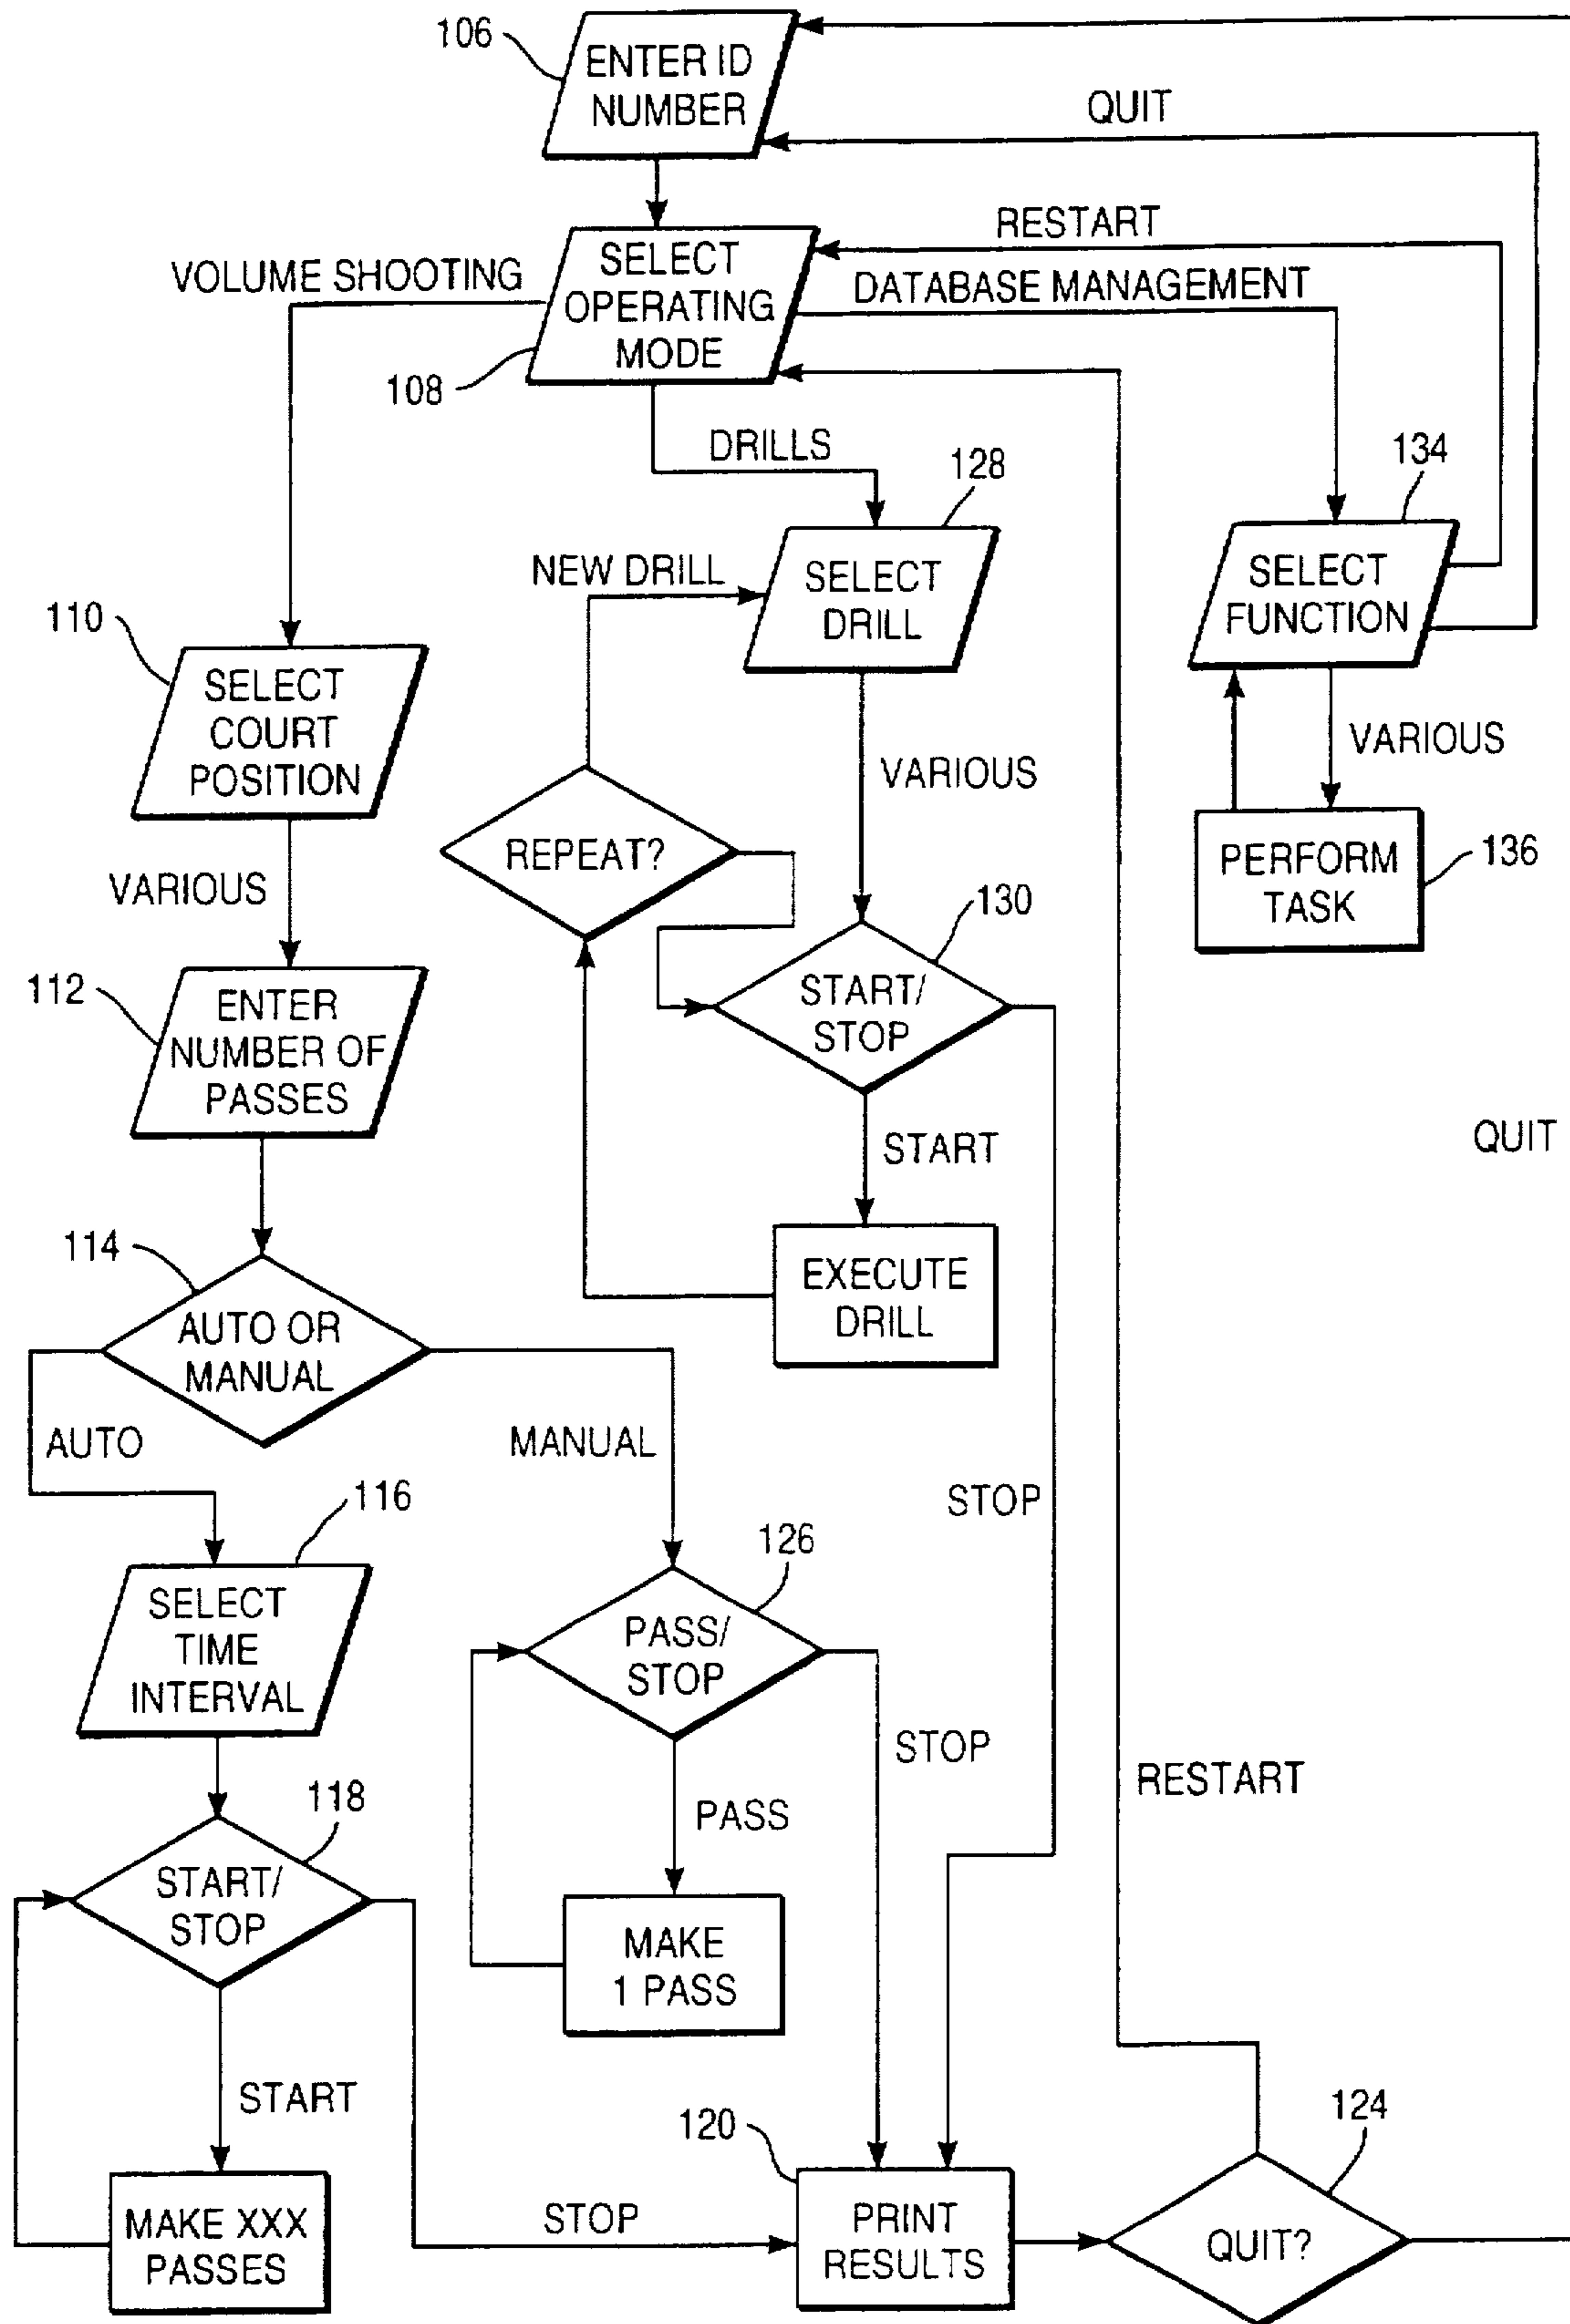 106
ENTER ID
NUMBER
QUIT
RESTART
VOLUME SHOOTING
SELECT
OPERATING
MODE
DATABASE MANAGEMENT
108
DRILLS
128
134
NEW DRILL
SELECT
DRILL
SELECT
FUNCTION
110
SELECT
COURT
POSITION
VARIOUS
VARIOUS
REPEAT?
VARIOUS
PERFORM
TASK
136
130
112
ENTER
NUMBER OF
PASSES
START/
STOP
START
QUIT
114
AUTO OR
MANUAL
EXECUTE
DRILL
AUTO
MANUAL
116
STOP
126
SELECT
TIME
INTERVAL
PASS/
STOP
STOP
RESTART
118
PASS
START/
STOP
MAKE
1 PASS
START
120
124
MAKE XXX
PASSES
STOP
PRINT
RESULTS
QUIT?